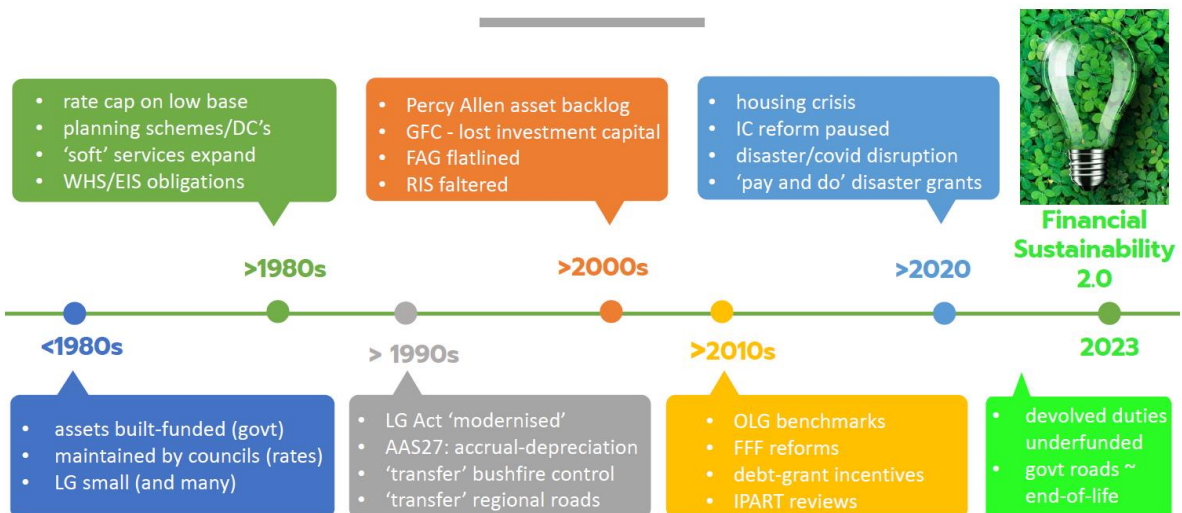 • rate cap on low base
• planning schemes/DC's
• ‘soft’ services expand
• WHS/EIS obligations
• Percy Allen asset backlog
• GFC - lost investment capital
• FAG flatlined
• RIS faltered
• housing crisis
• IC reform paused
• disaster/covid disruption
• ‘pay and do’ disaster grants
Financial
Sustainability
2.0
>1980s
>2000s
>2020
<1980s
> 1990s
>2010s
2023
• assets built-funded (govt)
• maintained by councils (rates)
• LG small (and many)
• LG Act ‘modernised’
• AAS27: accrual-depreciation
• ‘transfer’ bushfire control
• ‘transfer’ regional roads
• OLG benchmarks
• FFF reforms
• debt-grant incentives
• IPART reviews
• devolved duties
underfunded
• govt roads ~
end-of-life